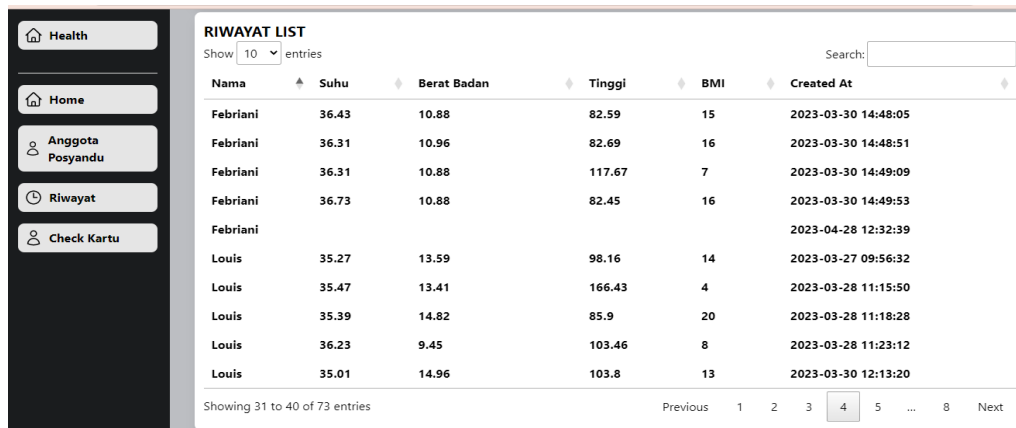 Health
Home
Anggota
Posyandu
Riwayat
Check Kartu
RIWAYAT LIST
Show 10 entries Search:
Nama Suhu Berat Badan Tinggi BMI Created At
Febriani 36.43 10.88 82.59 15 2023-03-30 14:48:05
Febriani 36.31 10.96 82.69 16 2023-03-30 14:48:51
Febriani 36.31 10.88 117.67 7 2023-03-30 14:49:09
Febriani 36.73 10.88 82.45 16 2023-03-30 14:49:53
Febriani 2023-04-28 12:32:39
Louis 35.27 13.59 98.16 14 2023-03-27 09:56:32
Louis 35.47 13.41 166.43 4 2023-03-28 11:15:50
Louis 35.39 14.82 85.9 20 2023-03-28 11:18:28
Louis 36.23 9.45 103.46 8 2023-03-28 11:23:12
Louis 35.01 14.96 103.8 13 2023-03-30 12:13:20
Showing 31 to 40 of 73 entries Previous 1 2 3 4 5 ... 8 Next